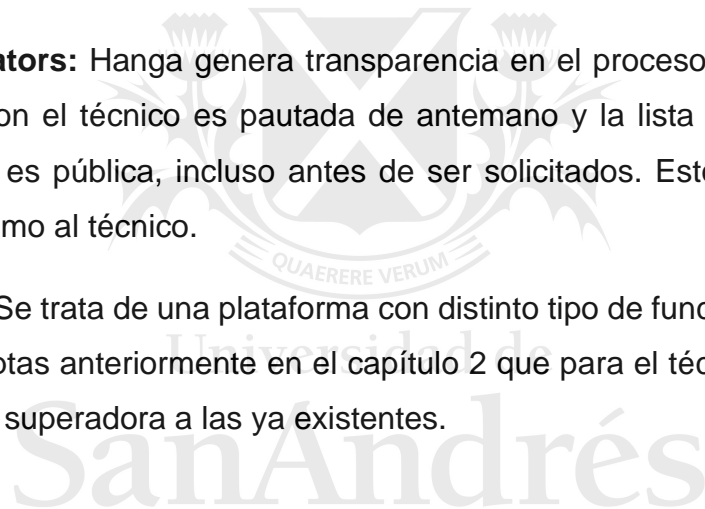 ators: Hanga genera transparencia en el proceso
on el técnico es pautada de antemano y la lista
es pública, incluso antes de ser solicitados. Est
mo al técnico.
QUAERERE VERUM
Se trata de una plataforma con distinto tipo de fun
Universidad de
otas anteriormente en el capítulo 2 que para el té
superadora a las ya existentes.
SanAndrés